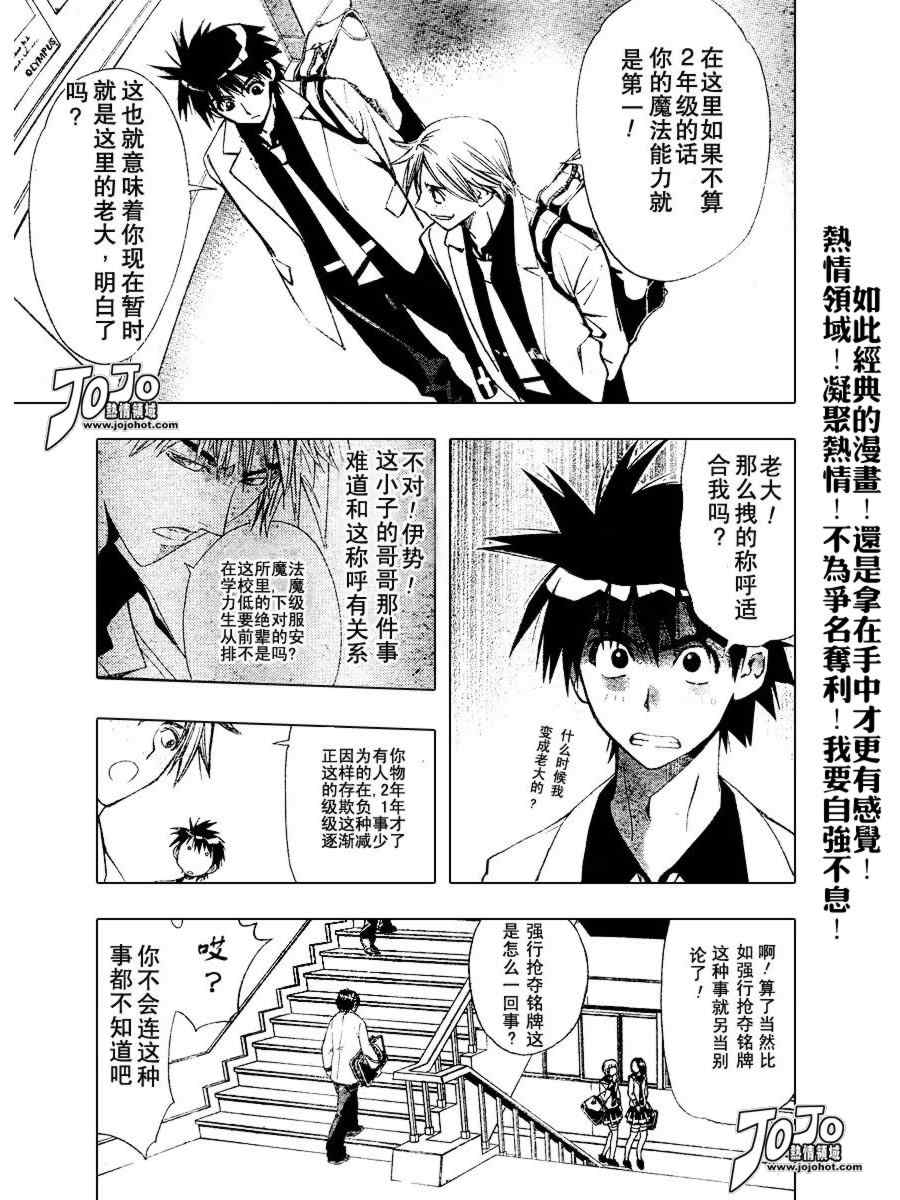 在这里如果不算
2年级的话
你的魔法能力就
是第一！
这也就意味着你现在暂时
就是这里的老大，明白了
吗？
OLYMPUS
JOJO
熱情領域
www.jojohot.com
老大！
那么拽的称呼适
合我吗？
什么时候我
变成老大的？
不对！伊势！
这小子的哥哥那件事
难道和这称呼有关系
法魔级服安
魔，下对的吗？
所里的绝辈是
这校低要前不
在学力生从排
你物年年才了
有人，21事少
为的在负种减
因样存欺这渐
正这的级级逐
啊！算了当然比
如强行抢夺铭牌
这种事就另当别
论了！
强行抢夺铭牌这
是怎么一回事？
哎？
你不会连这种
事都不知道吧
JOJO
熱情領域
www.jojohot.com
如此經典的漫畫！還是拿在手中才更有感覺！
熱情領域！凝聚熱情！不為爭名奪利！我要自強不息！